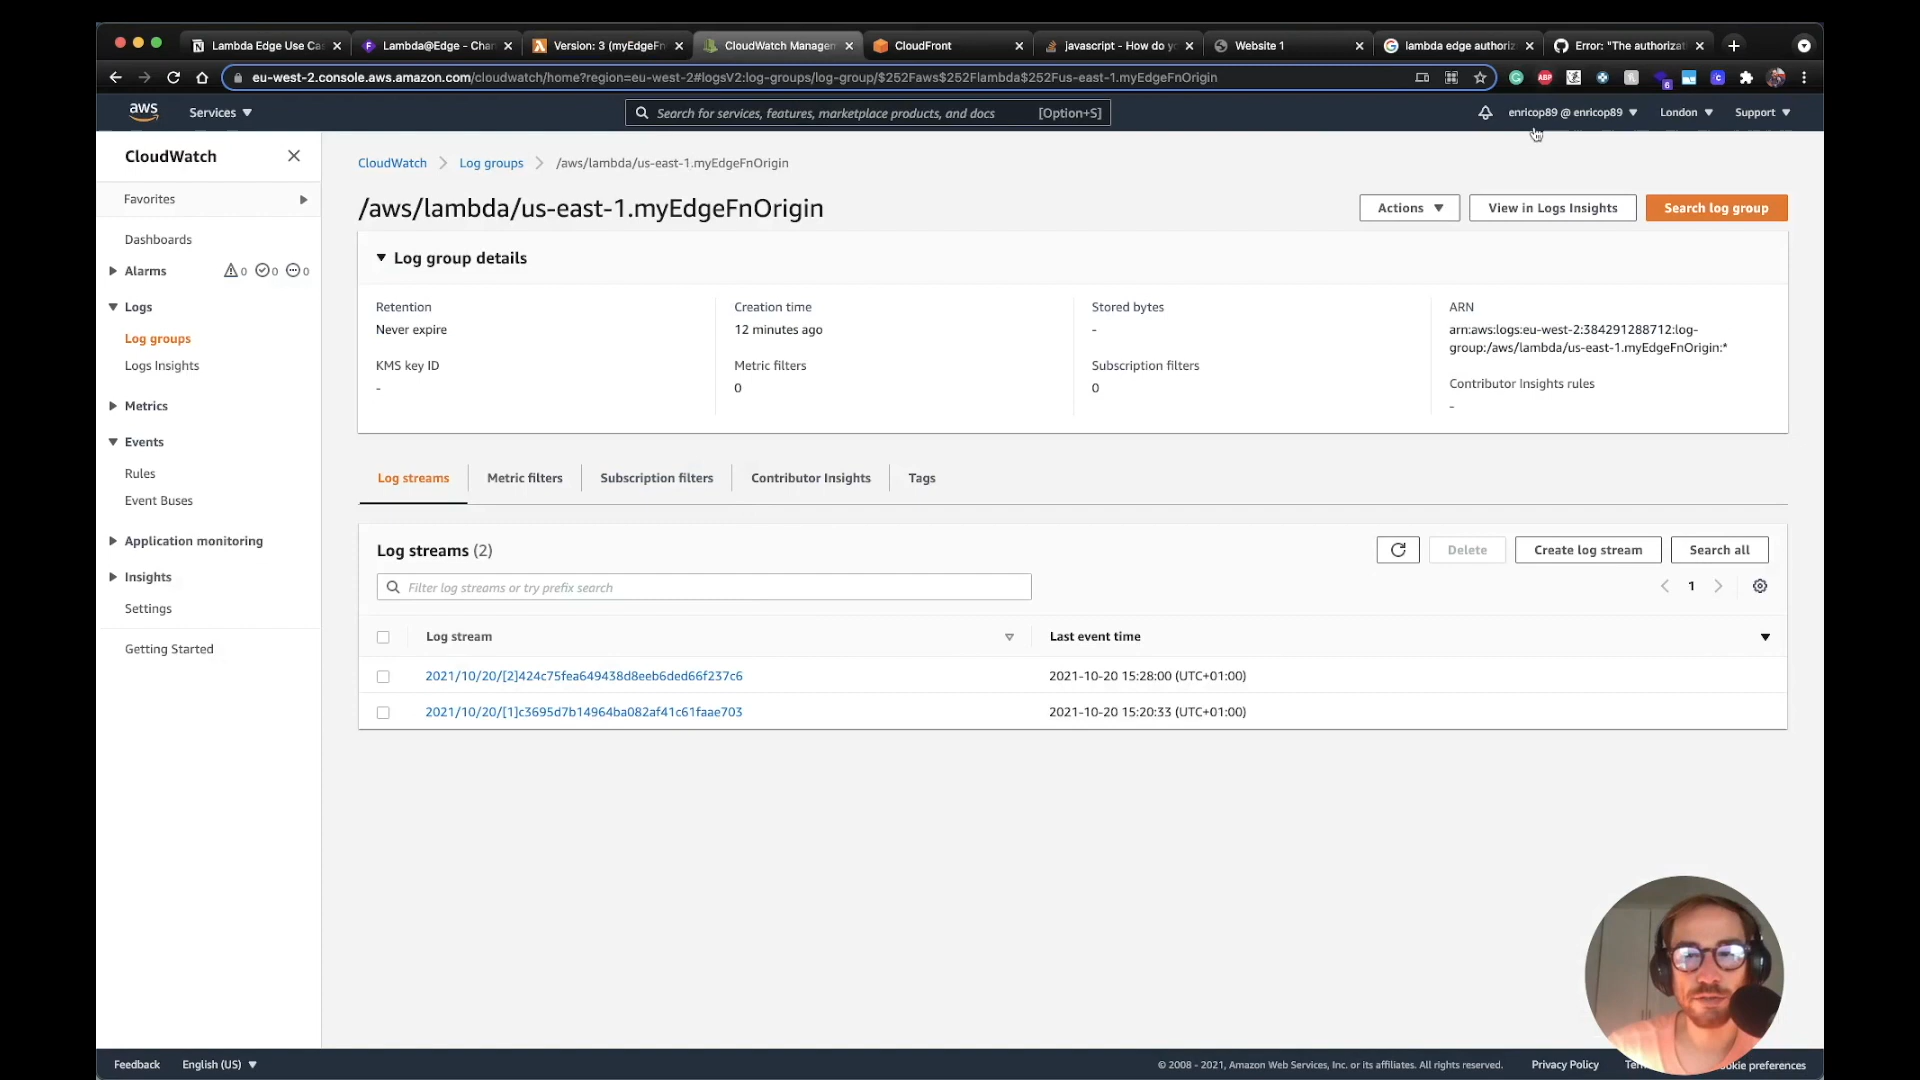 Lambda Edge Use Ca
Lambda@Edge - Chan
Version: 3 (myEdgeFn
CloudWatch Manager
CloudFront
javascript - How do y
Website 1
lambda edge authoriz
Error: "The authorizat
eu-west-2.console.aws.amazon.com/cloudwatch/home?region=eu-west-2#logsV2:log-groups/log-group/$252Faws$252Flambda$252Fus-east-1.myEdgeFnOrigin
ABP
6
aws
Services
Search for services, features, marketplace products, and docs
[Option+S]
enricop89 @ enricop89
London
Support
CloudWatch
Favorites
Dashboards
Alarms
0
0
0
Logs
Log groups
Logs Insights
Metrics
Events
Rules
Event Buses
Application monitoring
Insights
Settings
Getting Started
CloudWatch
Log groups
/aws/lambda/us-east-1.myEdgeFnOrigin
/aws/lambda/us-east-1.myEdgeFnOrigin
Actions
View in Logs Insights
Search log group
Log group details
Retention
Never expire
KMS key ID
-
Creation time
12 minutes ago
Metric filters
0
Stored bytes
-
Subscription filters
0
ARN
arn:aws:logs:eu-west-2:384291288712:log-
group:/aws/lambda/us-east-1.myEdgeFnOrigin:*
Contributor Insights rules
-
Log streams
Metric filters
Subscription filters
Contributor Insights
Tags
Log streams (2)
Delete
Create log stream
Search all
Filter log streams or try prefix search
1
Log stream
Last event time
2021/10/20/[2]424c75fea649438d8eeb6ded66f237c6
2021-10-20 15:28:00 (UTC+01:00)
2021/10/20/[1]c3695d7b14964ba082af41c61faae703
2021-10-20 15:20:33 (UTC+01:00)
Feedback
English (US)
© 2008 - 2021, Amazon Web Services, Inc. or its affiliates. All rights reserved.
Privacy Policy
Ter
okie preferences